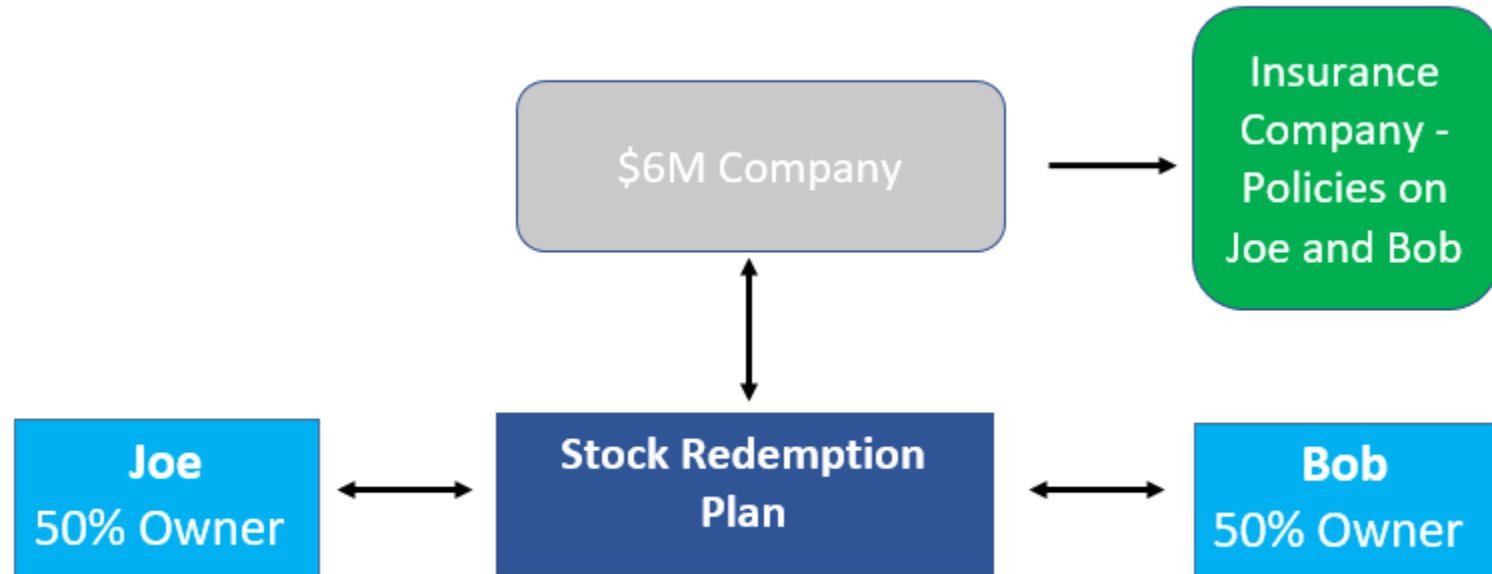 $6M Company
Insurance
Company -
Policies on
Joe and Bob
Joe
50% Owner
Stock Redemption
Plan
Bob
50% Owner